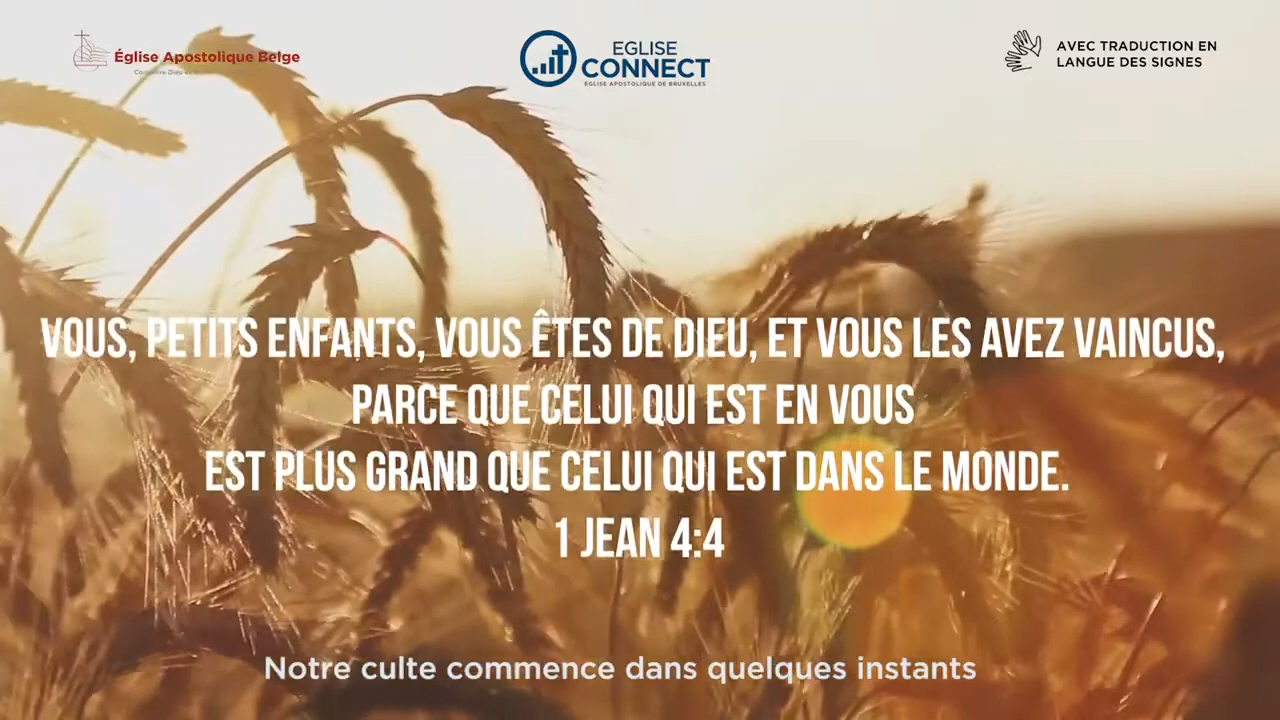 Église Apostolique Belge
EGLISE
CONNECT
EGLISE APOSTOLIQUE DE BRUXELLES
AVEC TRADUCTION EN
LANGUE DES SIGNES
VOUS, PETITS ENFANTS, VOUS ÊTES DE DIEU, ET VOUS LES AVEZ VAINCUS,
PARCE QUE CELUI QUI EST EN VOUS
EST PLUS GRAND QUE CELUI QUI EST DANS LE MONDE.
1 JEAN 4:4
Notre culte commence dans quelques instants